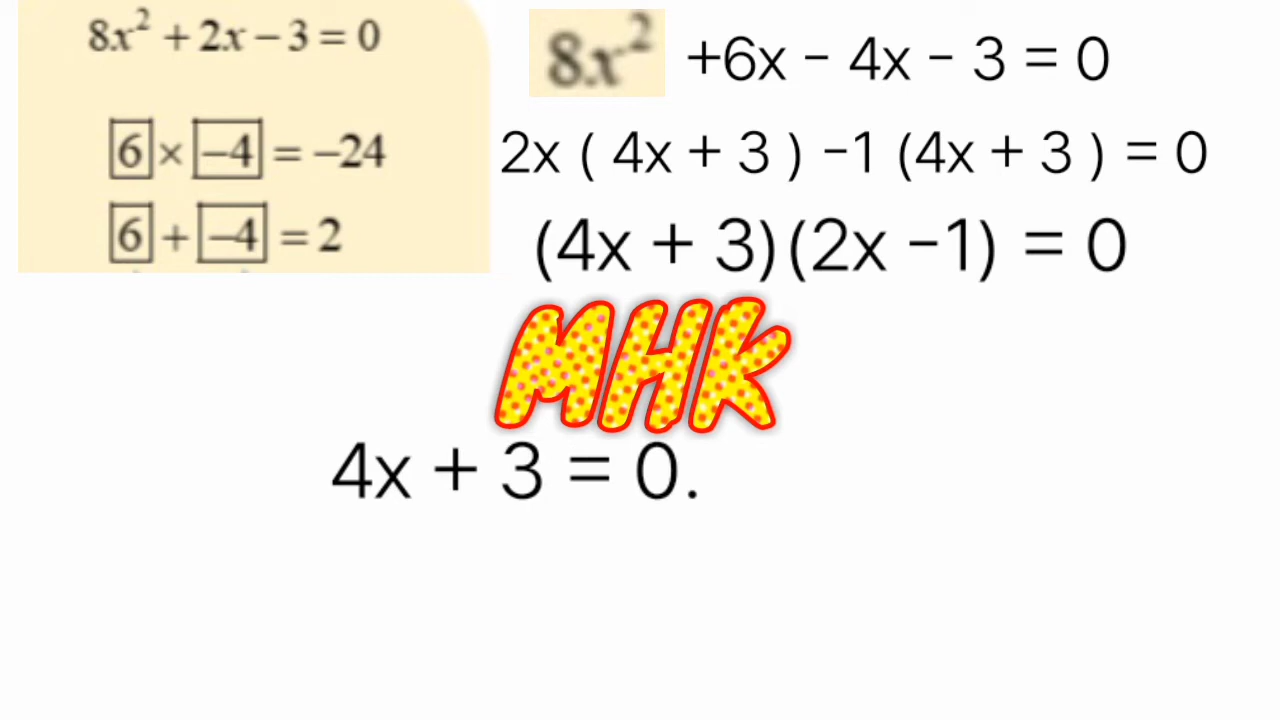 8x² + 2x − 3 = 0
6 × −4 = −24
6 + −4 = 2
8x² +6x - 4x - 3 = 0
2x ( 4x + 3 ) -1 (4x + 3 ) = 0
(4x + 3)(2x -1) = 0
MHK
4x + 3 = 0.